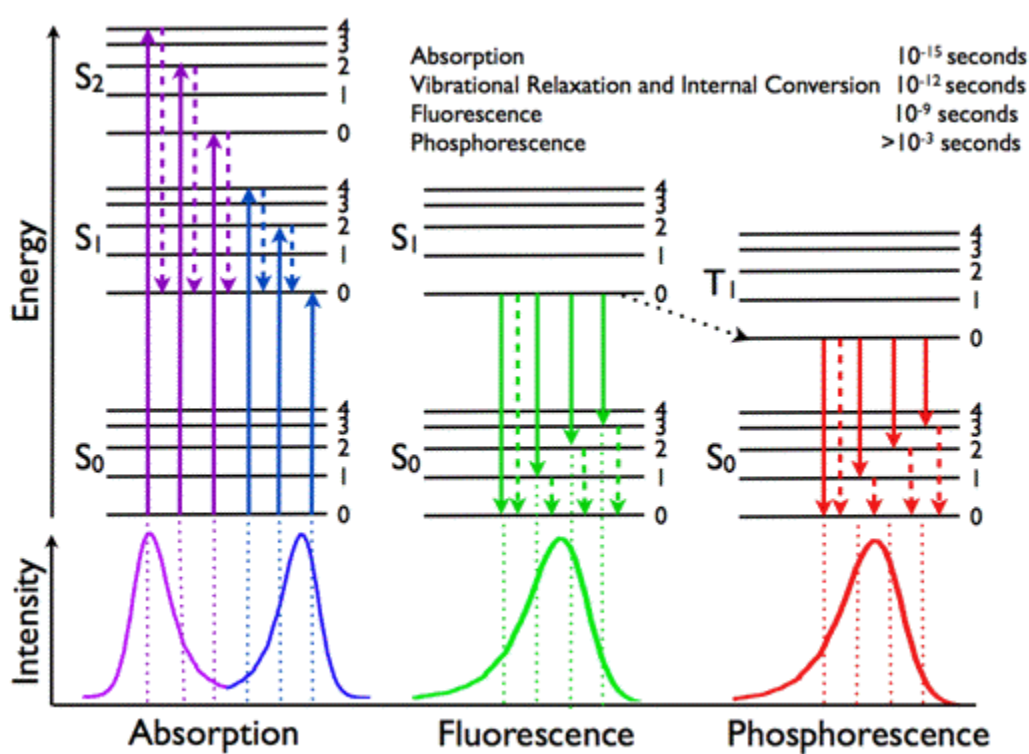 Absorption 10⁻¹⁵ seconds
Vibrational Relaxation and Internal Conversion 10⁻¹² seconds
Fluorescence 10⁻⁹ seconds
Phosphorescence >10⁻³ seconds
Energy
S₂
4
3
2
1
0
S₁
4
3
2
1
0
S₀
4
3
2
1
0
S₁
4
3
2
1
0
S₀
4
3
2
1
0
T₁
4
3
2
1
0
S₀
4
3
2
1
0
Intensity
Absorption
Fluorescence
Phosphorescence